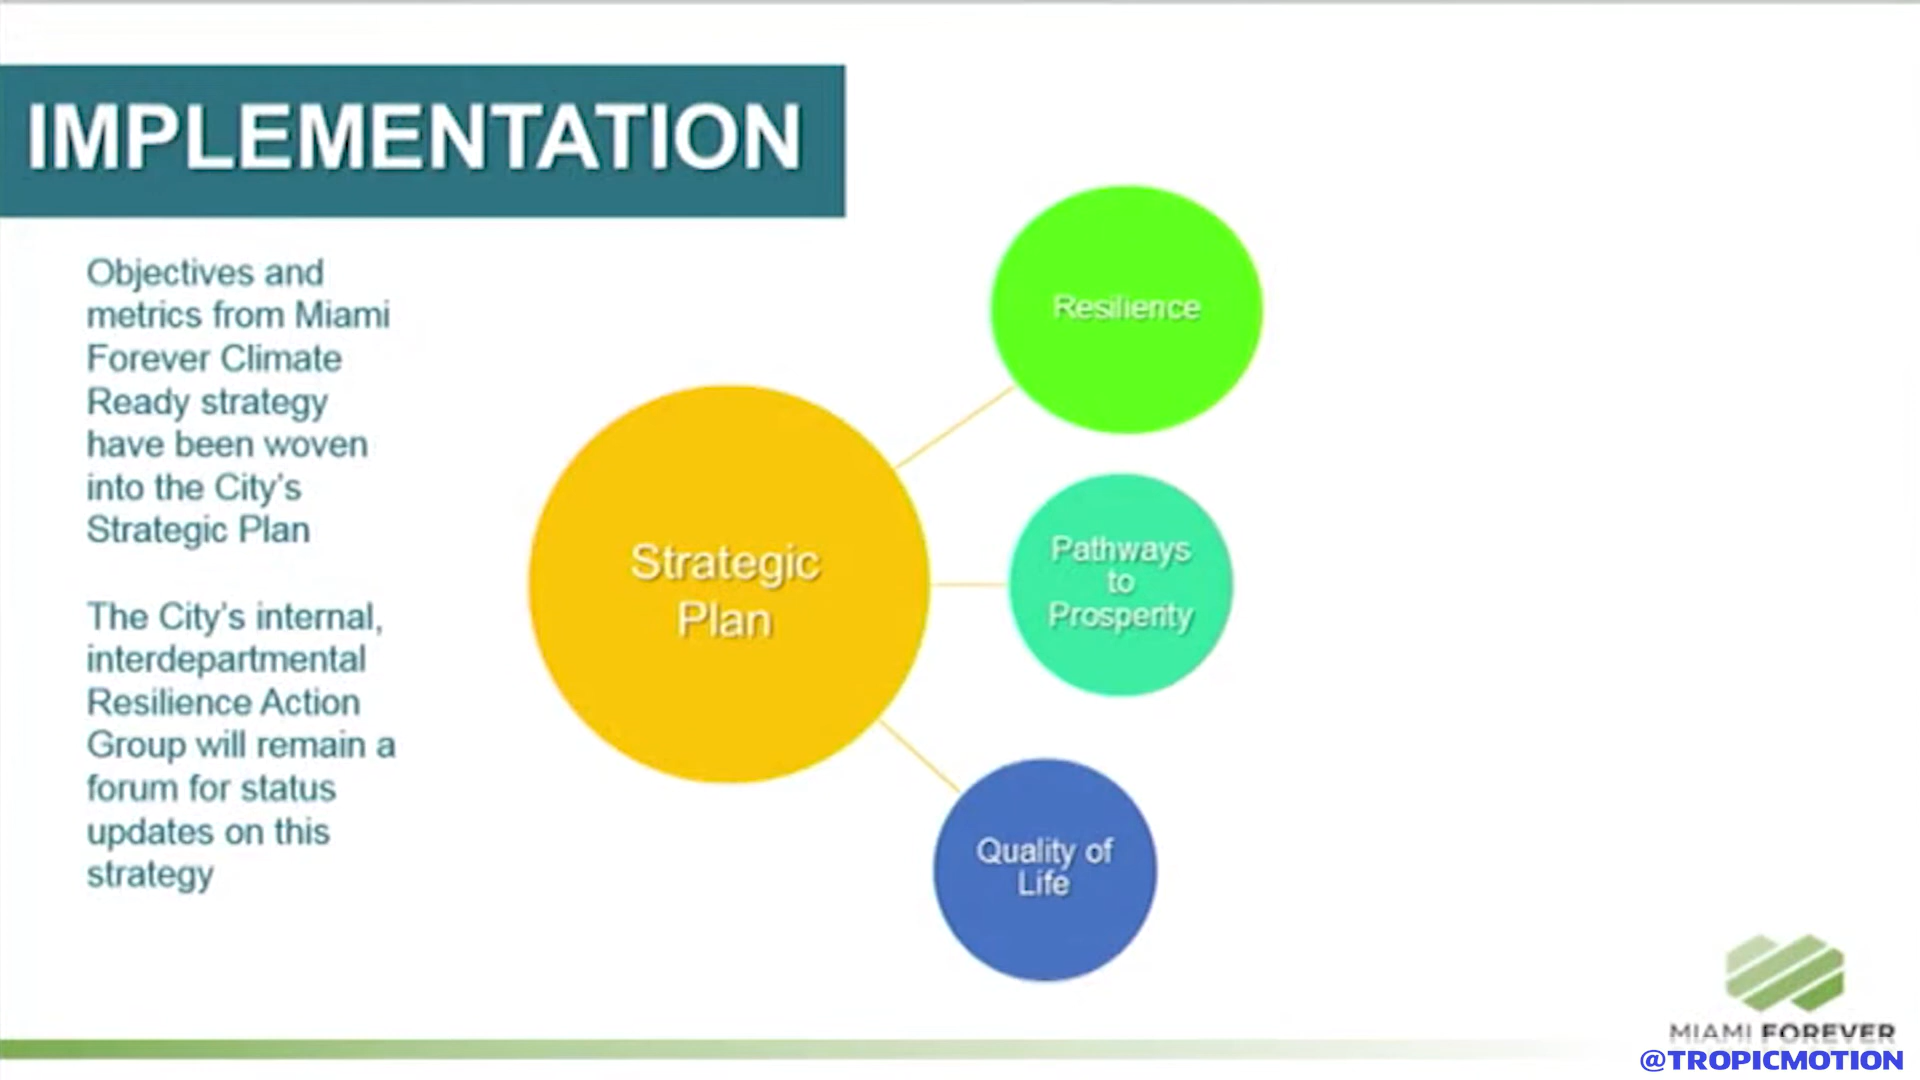 IMPLEMENTATION
Objectives and
metrics from Miami
Forever Climate
Ready strategy
have been woven
into the City's
Strategic Plan
The City's internal,
interdepartmental
Resilience Action
Group will remain a
forum for status
updates on this
strategy
Strategic
Plan
Resilience
Pathways
to
Prosperity
Quality of
Life
MIAMI FOREVER
@TROPICMOTION